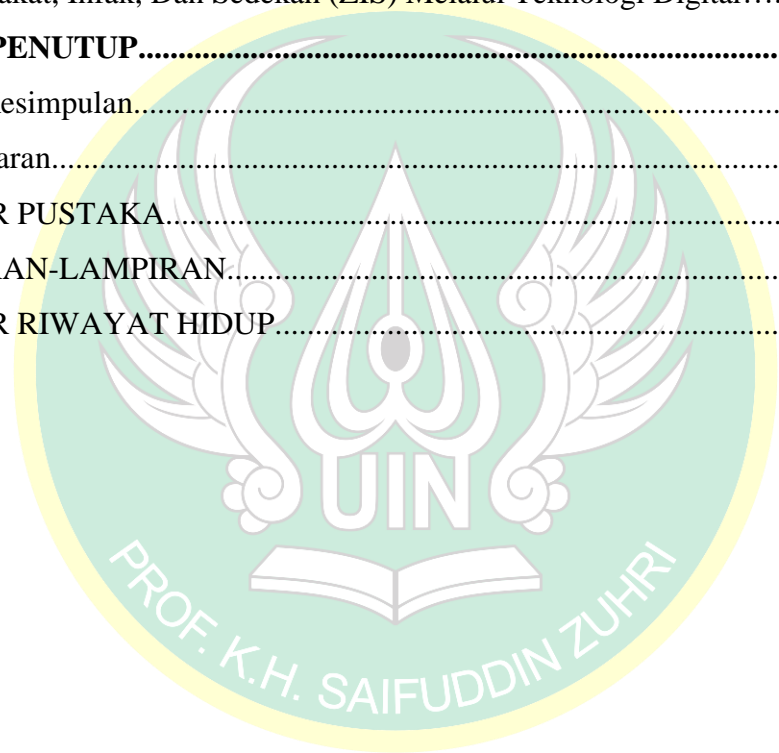 akat, Infak, Dan Sedekah (ZIS) Melalui Teknologi Digital....
PENUTUP...............................................................................
esimpulan...............................................................................
aran...............................................................................
R PUSTAKA...............................................................................
AN-LAMPIRAN...............................................................................
R RIWAYAT HIDUP...............................................................................
UIN
PROF. K.H. SAIFUDDIN ZUHRI